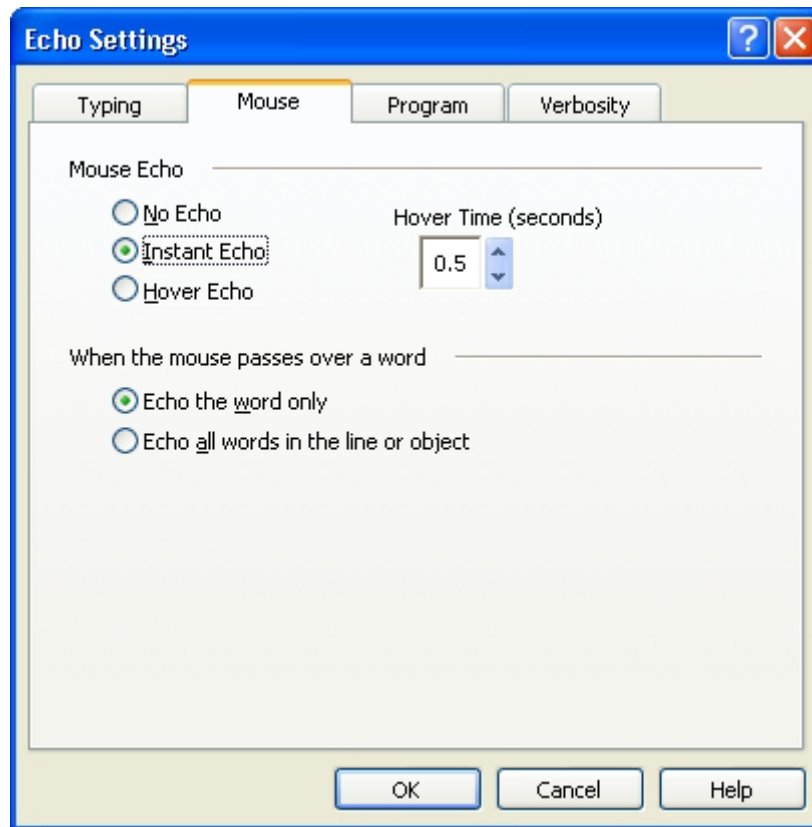 Echo Settings
Typing Mouse Program Verbosity
Mouse Echo
No Echo
Hover Time (seconds)
Instant Echo
0.5
Hover Echo
When the mouse passes over a word
Echo the word only
Echo all words in the line or object
OK Cancel Help